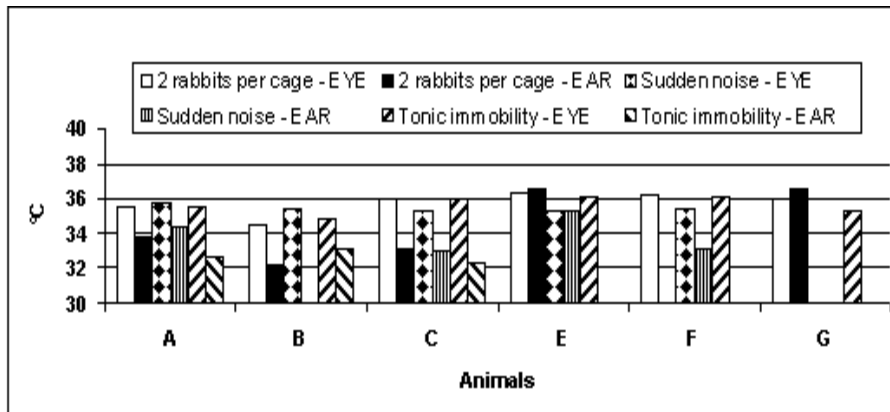 2 rabbits per cage - EYE 2 rabbits per cage - EAR Sudden noise - EYE
Sudden noise - EAR Tonic immobility - EYE Tonic immobility - EAR
40
38
36
34
32
30
°C
A B C E F G
Animals